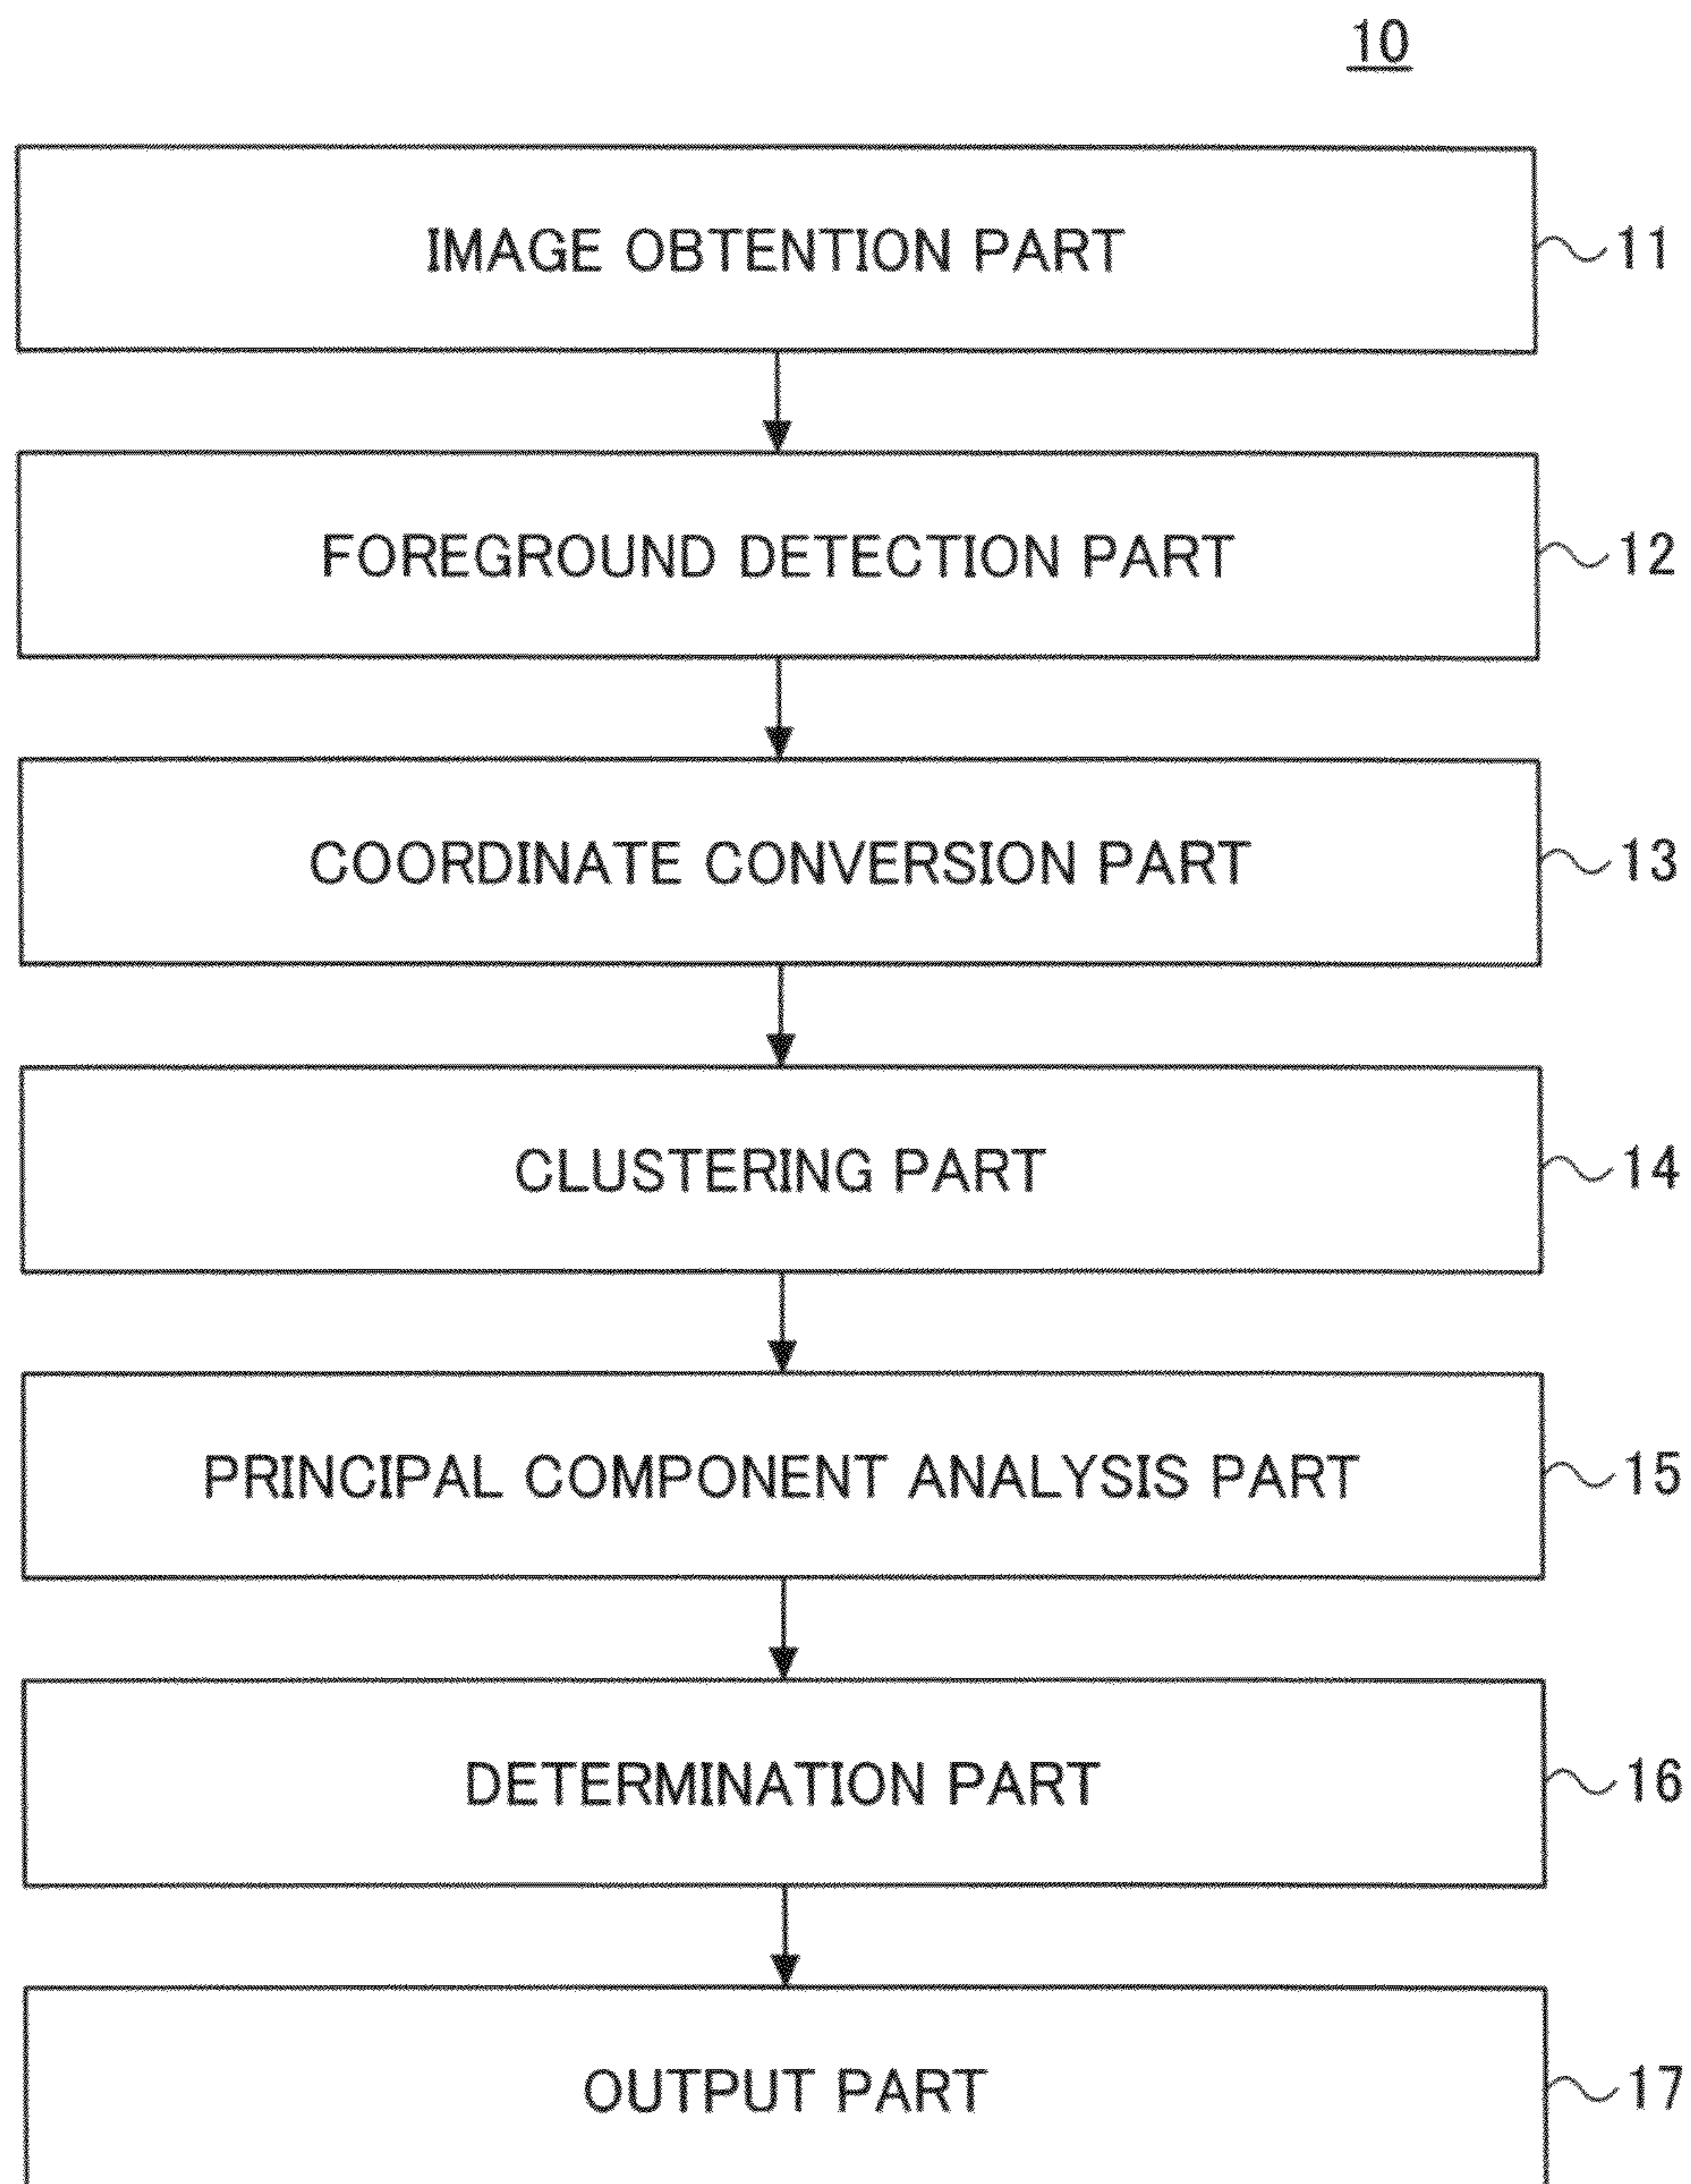 10
IMAGE OBTENTION PART 11
FOREGROUND DETECTION PART 12
COORDINATE CONVERSION PART 13
CLUSTERING PART 14
PRINCIPAL COMPONENT ANALYSIS PART 15
DETERMINATION PART 16
OUTPUT PART 17